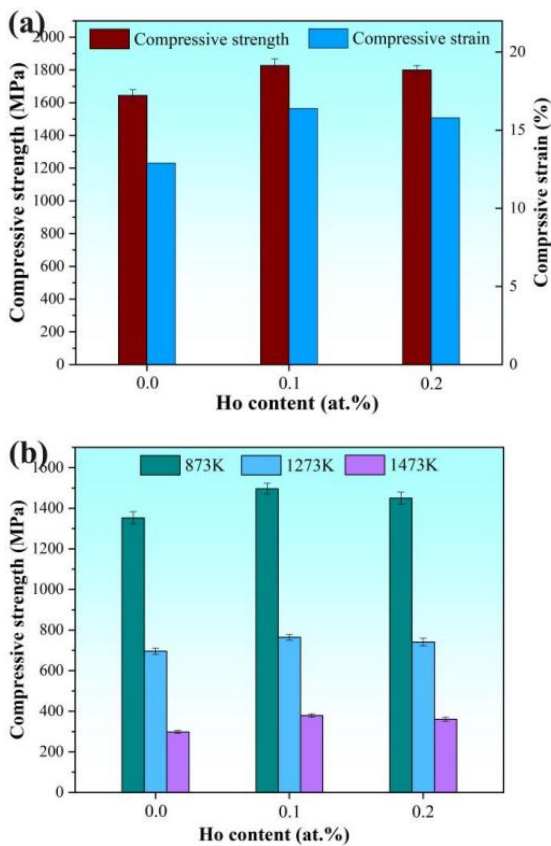 (a)
Compressive strength
Compressive strain
Compressive strength (MPa)
2000
1800
1600
1400
1200
1000
800
600
400
200
0
20
15
10
5
0
Comprssive strain (%)
0.0
0.1
0.2
Ho content (at.%)
(b)
873K
1273K
1473K
Compressive strength (MPa)
1600
1400
1200
1000
800
600
400
200
0
0.0
0.1
0.2
Ho content (at.%)